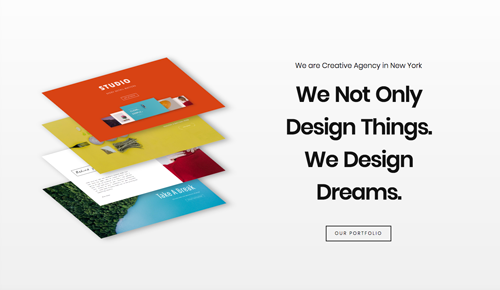 STUDIO
Take A Break
We are Creative Agency in New York
We Not Only
Design Things.
We Design
Dreams.
OUR PORTFOLIO